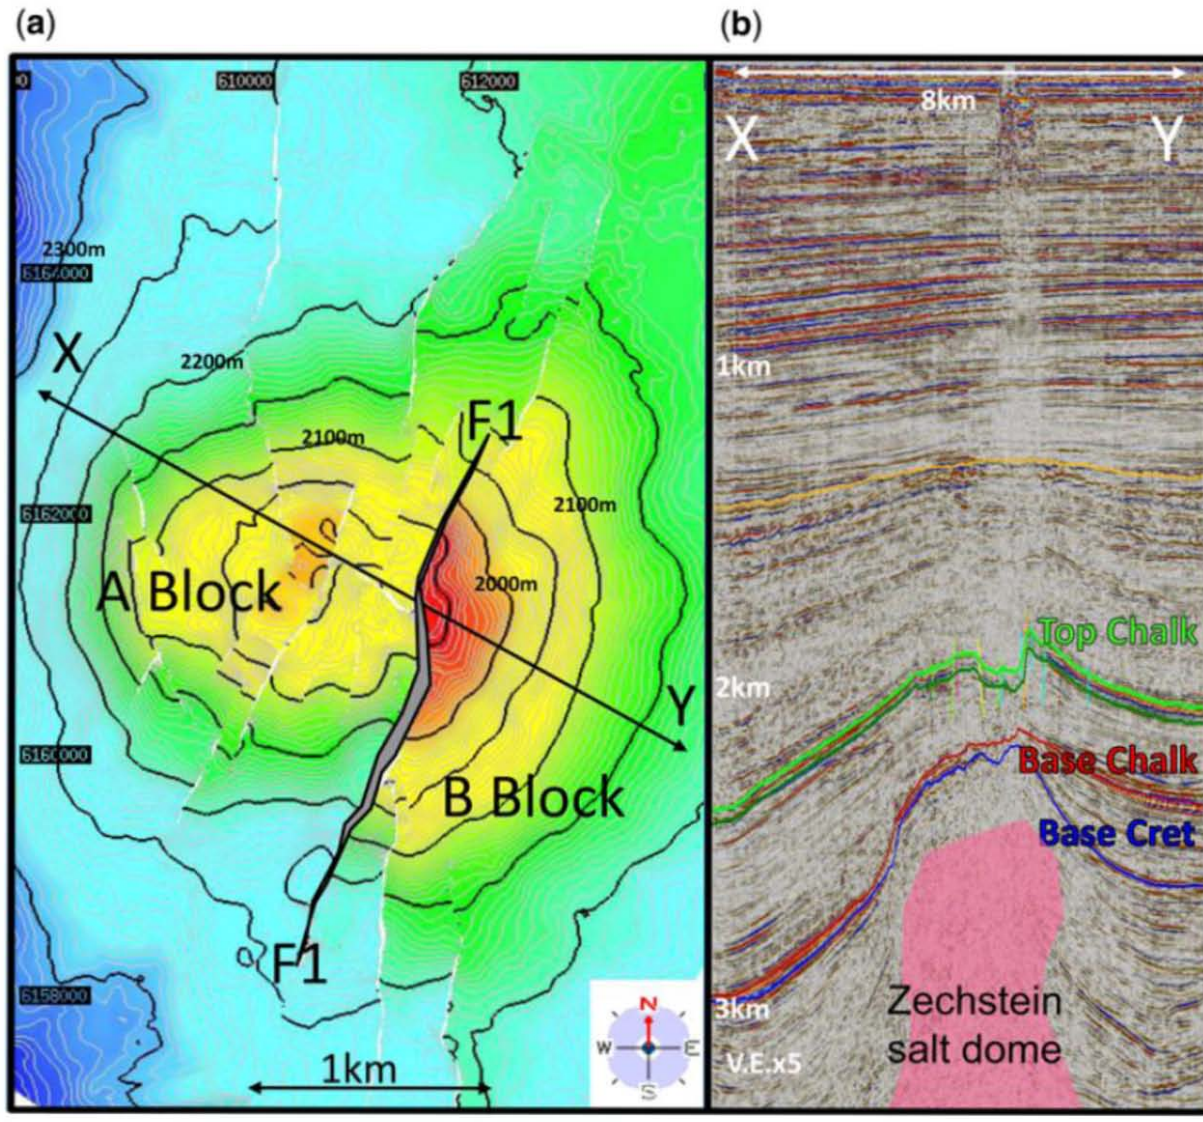 (a)
(b)
00
610000
612000
2300m
6164000
X
2200m
F1
2100m
2100m
6162000
2000m
A Block
Y
6160000
B Block
F1
6158000
1km
N
W
E
S
8km
X
Y
1km
Top Chalk
2km
Base Chalk
Base Cret
Zechstein
salt dome
3km
V.E.x5